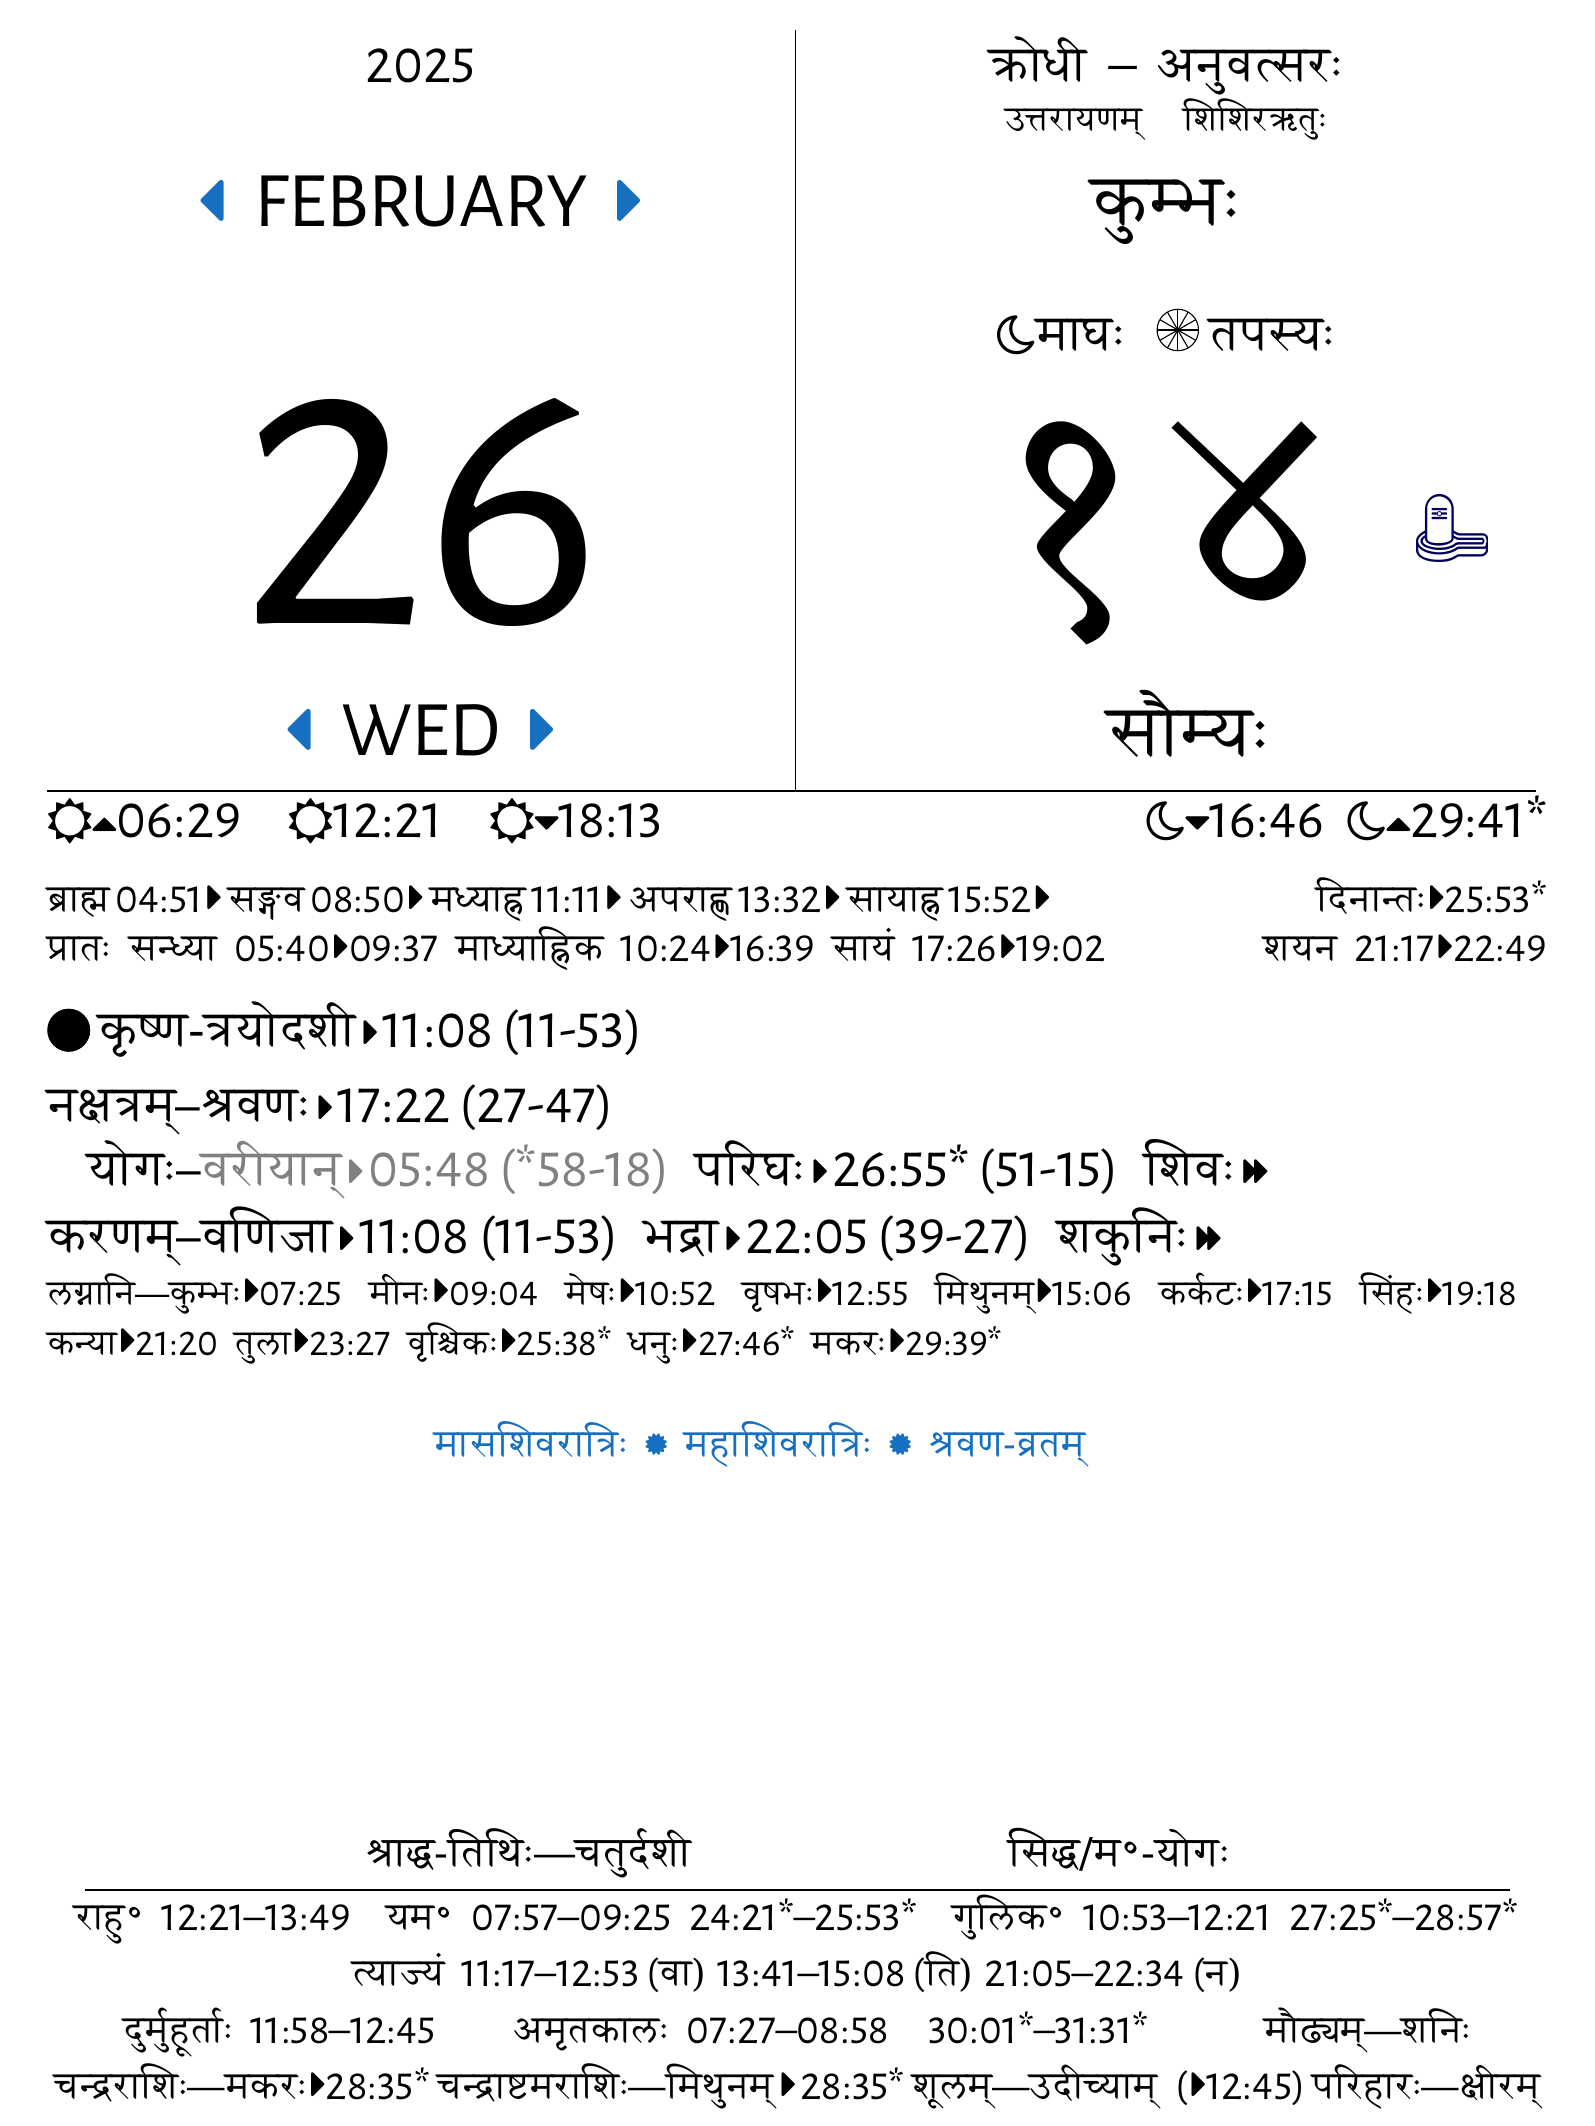 2025
FEBRUARY
26
WED
क्रोधी – अनुवत्सरः
उत्तरायणम् शिशिरऋतुः
कुम्भः
माघः तपस्यः
१४
सौम्यः
06:29 12:21 18:13 16:46 29:41*
ब्राह्म 04:51 सङ्गव 08:50 मध्याह्न 11:11 अपराह्ण 13:32 सायाह्न 15:52 दिनान्तः 25:53*
प्रातः सन्ध्या 05:40 09:37 माध्याह्निक 10:24 16:39 सायं 17:26 19:02 शयन 21:17 22:49
कृष्ण-त्रयोदशी 11:08 (11-53)
नक्षत्रम्–श्रवणः 17:22 (27-47)
योगः–वरीयान् 05:48 (*58-18) परिघः 26:55* (51-15) शिवः
करणम्–वणिजा 11:08 (11-53) भद्रा 22:05 (39-27) शकुनिः
लग्नानि—कुम्भः 07:25 मीनः 09:04 मेषः 10:52 वृषभः 12:55 मिथुनम् 15:06 कर्कटः 17:15 सिंहः 19:18
कन्या 21:20 तुला 23:27 वृश्चिकः 25:38* धनुः 27:46* मकरः 29:39*
मासशिवरात्रिः ✹ महाशिवरात्रिः ✹ श्रवण-व्रतम्
श्राद्ध-तिथिः—चतुर्दशी सिद्ध/म॰-योगः
राहु॰ 12:21–13:49 यम॰ 07:57–09:25 24:21*–25:53* गुलिक॰ 10:53–12:21 27:25*–28:57*
त्याज्यं 11:17–12:53 (वा) 13:41–15:08 (ति) 21:05–22:34 (न)
दुर्मुहूर्ताः 11:58–12:45 अमृतकालः 07:27–08:58 30:01*–31:31* मौढ्यम्—शनिः
चन्द्रराशिः—मकरः 28:35* चन्द्राष्टमराशिः—मिथुनम् 28:35* शूलम्—उदीच्याम् (12:45) परिहारः—क्षीरम्